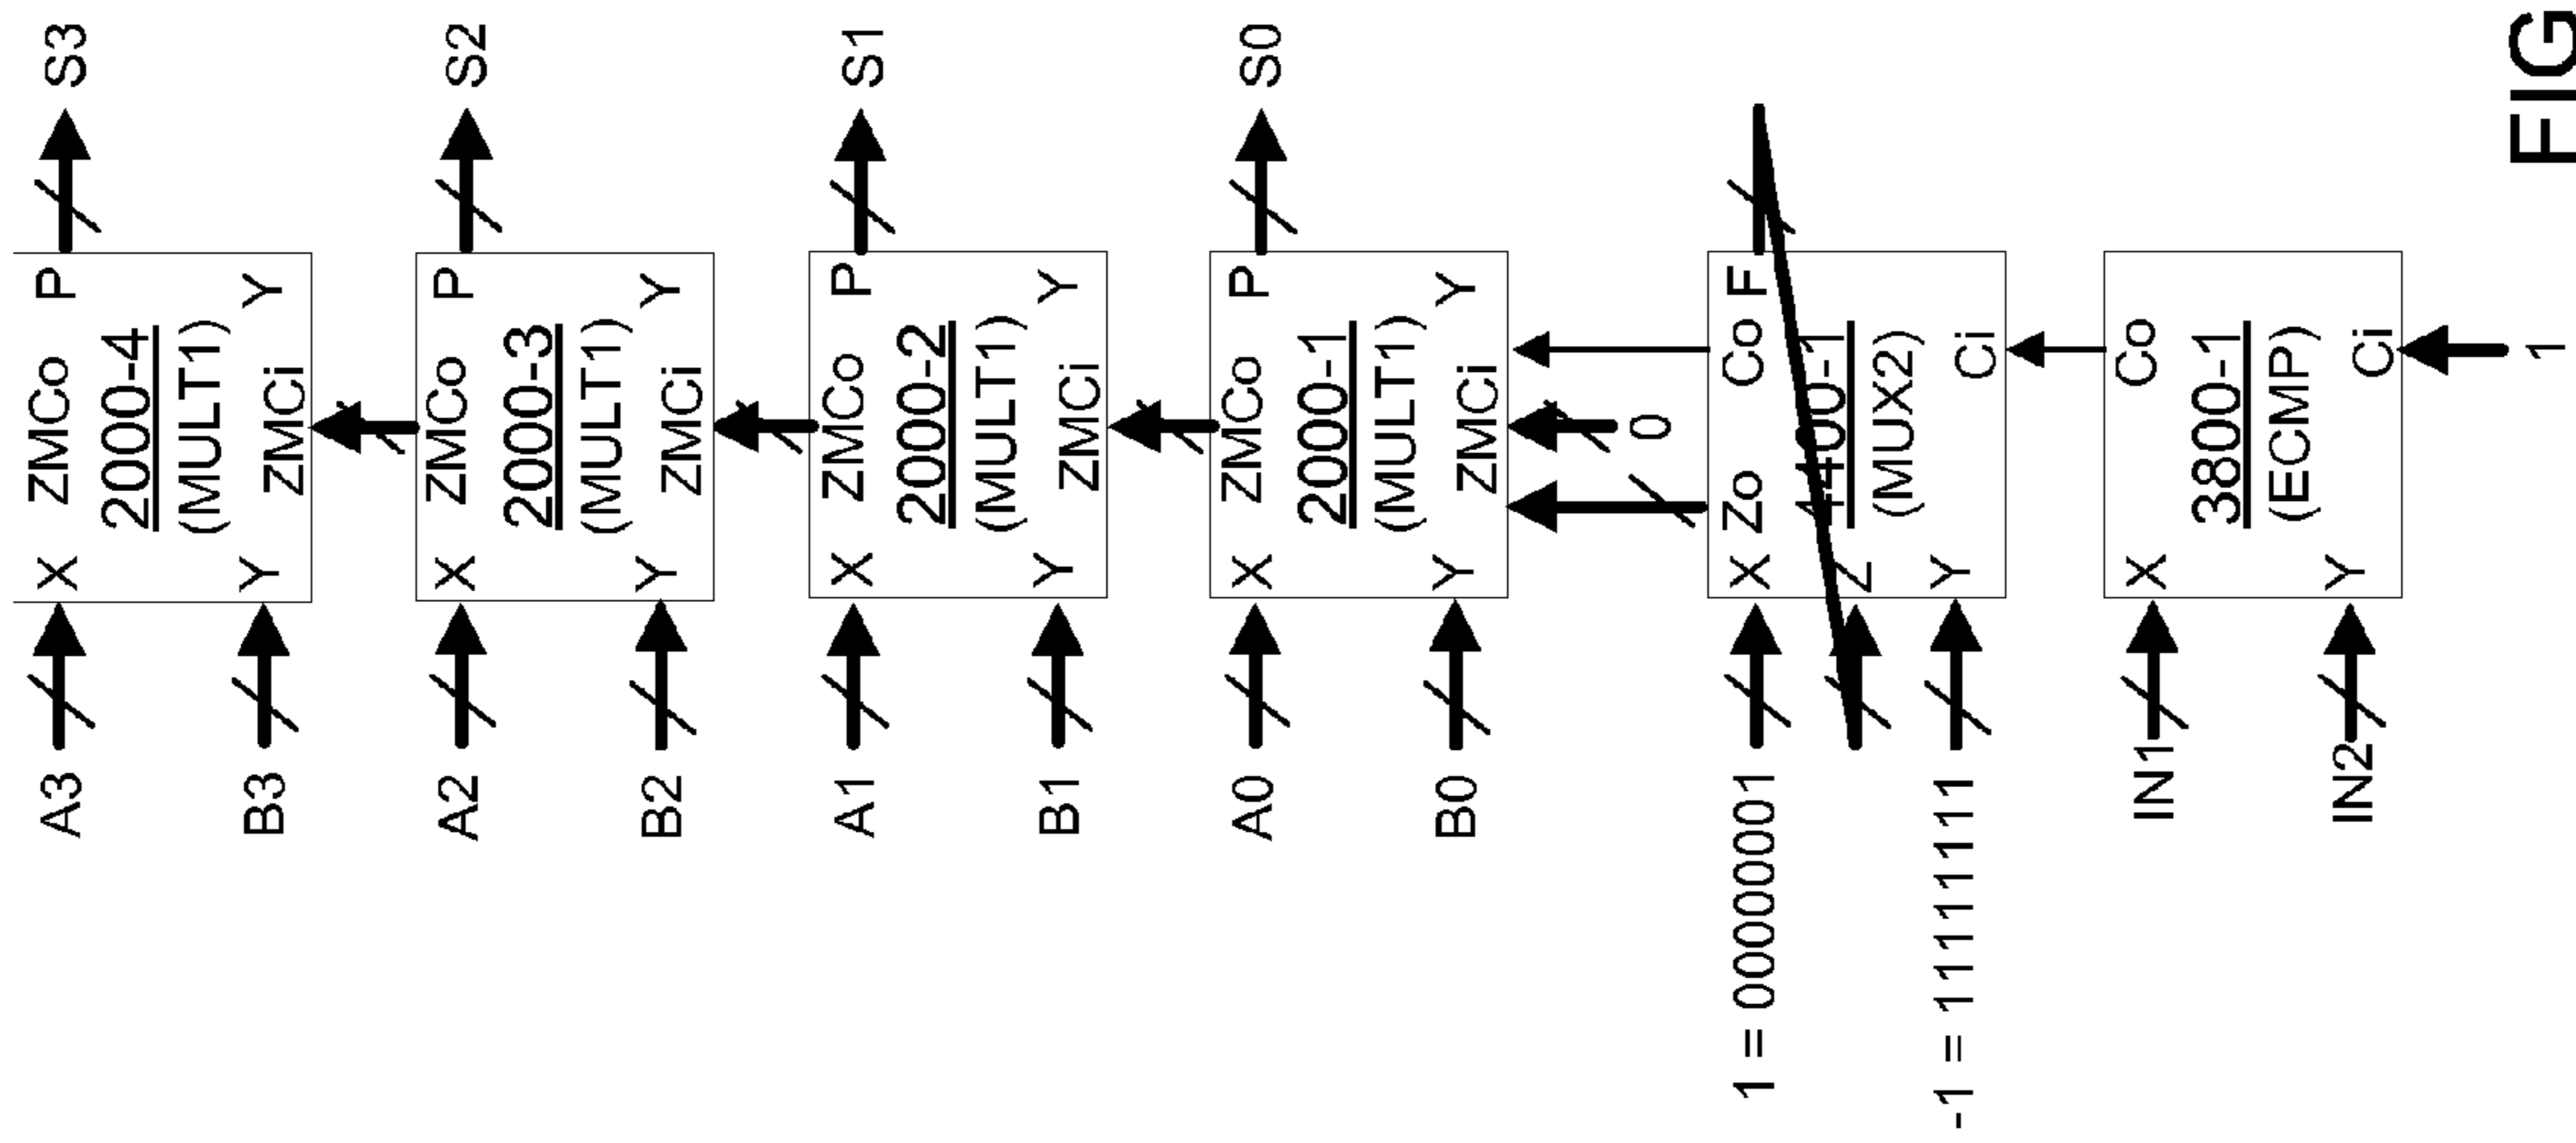 A3
X ZMCo P
S3
2000-4
(MULT1)
B3
Y ZMCi Y
A2
X ZMCo P
S2
2000-3
(MULT1)
B2
Y ZMCi Y
A1
X ZMCo P
S1
2000-2
(MULT1)
B1
Y ZMCi Y
A0
X ZMCo P
S0
2000-1
(MULT1)
B0
Y ZMCi Y
0
1 = 00000001
X Zo Co F
Z
4400-1
(MUX2)
-1 = 11111111
Y Ci
IN1
X Co
3800-1
(ECMP)
IN2
Y Ci
1
FIG